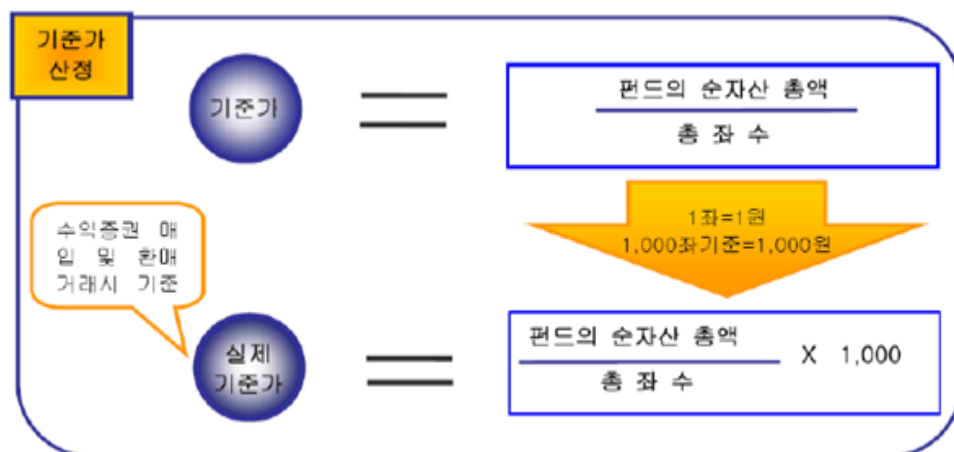 기준가
산정
기준가
펀드의 순자산 총액
총 좌 수
1좌=1원
1,000좌기준=1,000원
수익증권 매
입 및 환매
거래시 기준
실제
기준가
펀드의 순자산 총액
총 좌 수
X 1,000